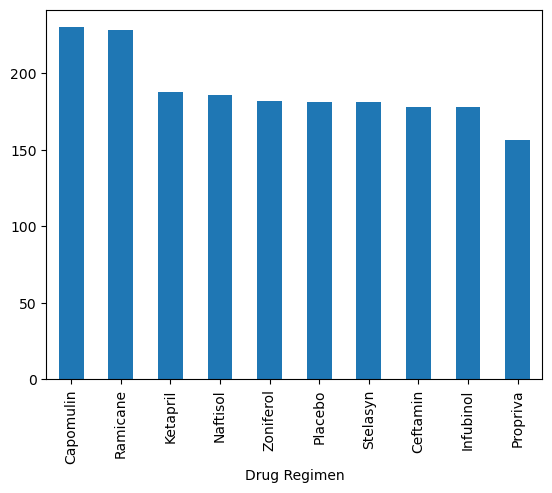 200
150
100
50
0
Capomulin
Ramicane
Ketapril
Naftisol
Zoniferol
Placebo
Stelasyn
Ceftamin
Infubinol
Propriva
Drug Regimen